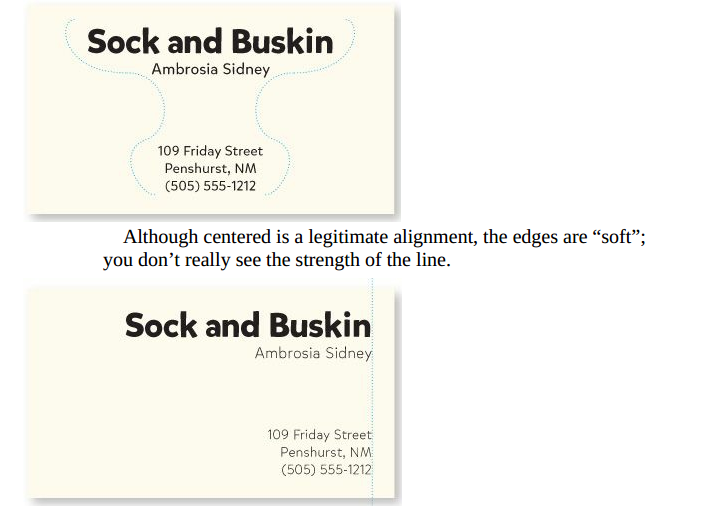 Sock and Buskin
Ambrosia Sidney
109 Friday Street
Penshurst, NM
(505) 555-1212
Although centered is a legitimate alignment, the edges are “soft”;
you don’t really see the strength of the line.
Sock and Buskin
Ambrosia Sidney
109 Friday Street
Penshurst, NM
(505) 555-1212